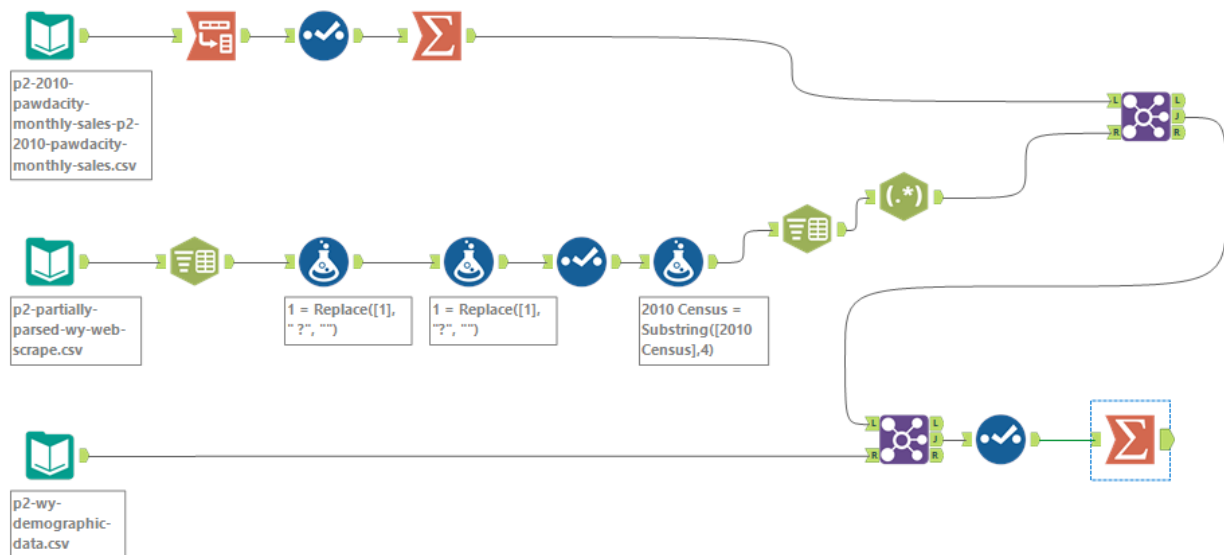 p2-2010-
pawdacity-
monthly-sales-p2-
2010-pawdacity-
monthly-sales.csv
L
R
L
J
R
(.*)
p2-partially-
parsed-wy-web-
scrape.csv
1 = Replace([1],
" ?", "")
1 = Replace([1],
"?", "")
2010 Census =
Substring([2010
Census],4)
L
R
L
J
R
p2-wy-
demographic-
data.csv